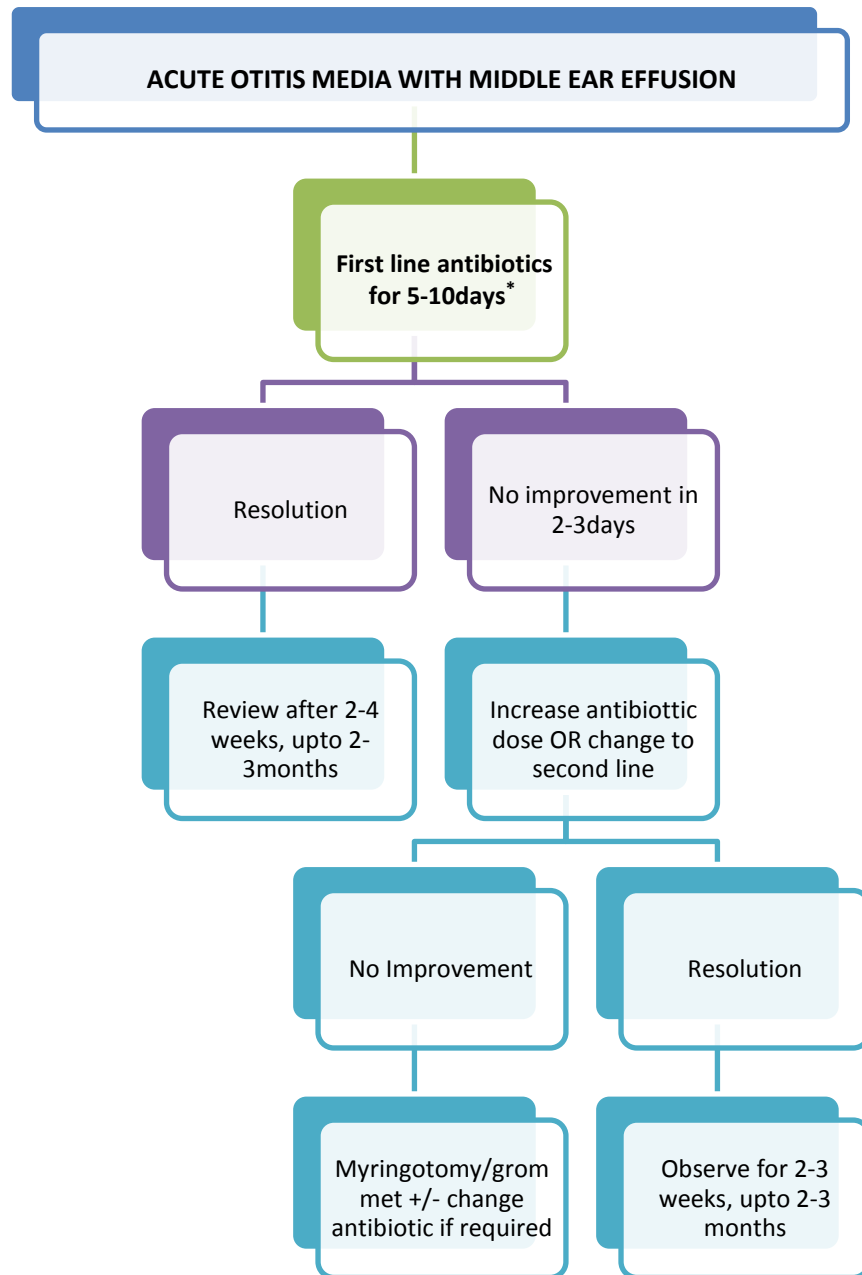 ACUTE OTITIS MEDIA WITH MIDDLE EAR EFFUSION
First line antibiotics
for 5-10days*
Resolution
No improvement in
2-3days
Review after 2-4
weeks, upto 2-
3months
Increase antibiottic
dose OR change to
second line
No Improvement
Resolution
Myringotomy/grom
met +/- change
antibiotic if required
Observe for 2-3
weeks, upto 2-3
months